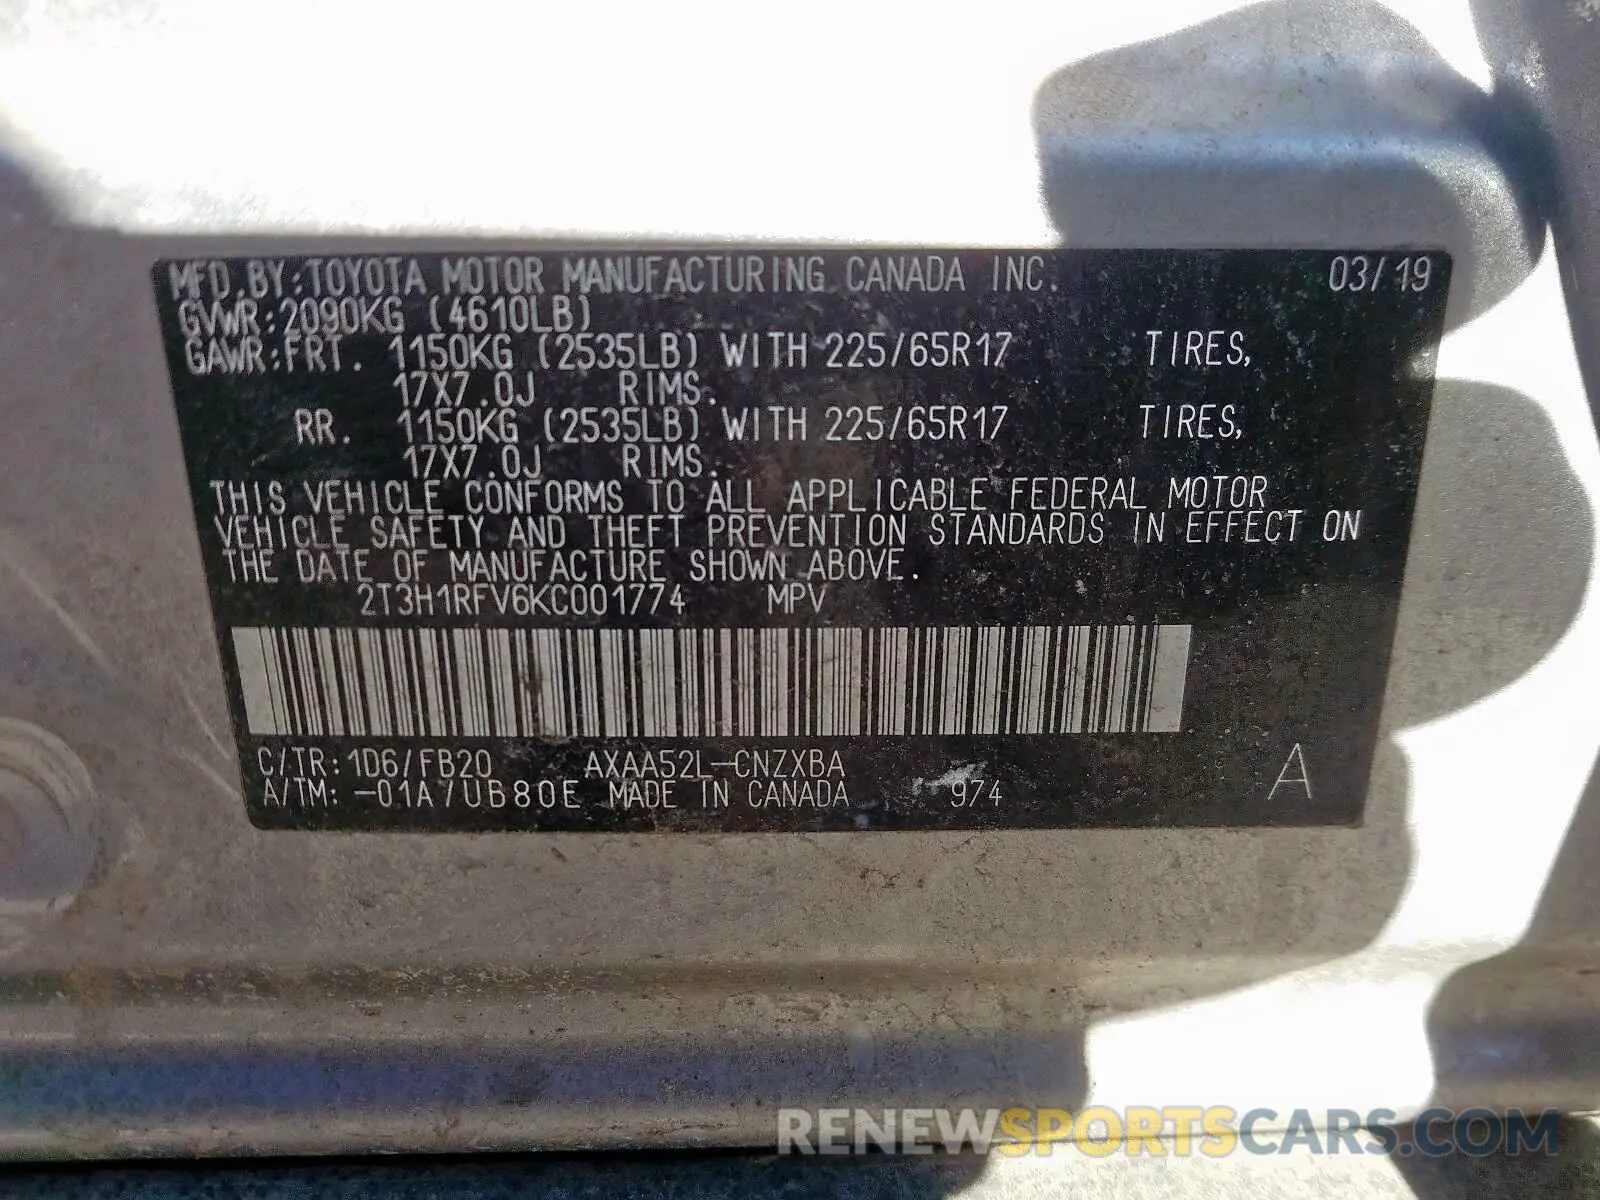 MFD.BY:TOYOTA MOTOR MANUFACTURING CANADA INC. 03/19
GVWR:2090KG (4610LB)
GAWR:FRT. 1150KG (2535LB) WITH 225/65R17 TIRES,
17X7.0J RIMS.
RR. 1150KG (2535LB) WITH 225/65R17 TIRES,
17X7.0J RIMS.
THIS VEHICLE CONFORMS TO ALL APPLICABLE FEDERAL MOTOR
VEHICLE SAFETY AND THEFT PREVENTION STANDARDS IN EFFECT ON
THE DATE OF MANUFACTURE SHOWN ABOVE.
2T3H1RFV6KC001774 MPV
C/TR:1D6/FB20 AXAA52L-CNZXBA A
A/TM:-01A/UB80E MADE IN CANADA 974
RENEWSPORTSCARS.COM